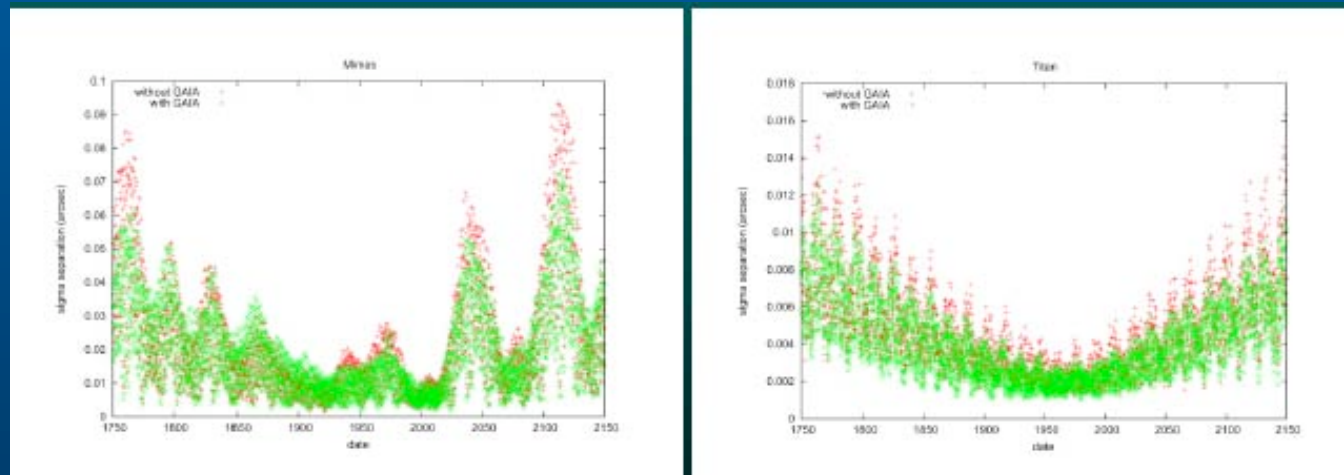 Mimas
0.1
0.09
0.08
0.07
0.06
0.05
0.04
0.03
0.02
0.01
0
without GAIA
with GAIA
sigma separation (arcsec)
1750 1800 1850 1900 1950 2000 2050 2100 2150
date
Titan
0.018
0.016
0.014
0.012
0.01
0.008
0.006
0.004
0.002
0
without GAIA
with GAIA
sigma separation (arcsec)
1750 1800 1850 1900 1950 2000 2050 2100 2150
date